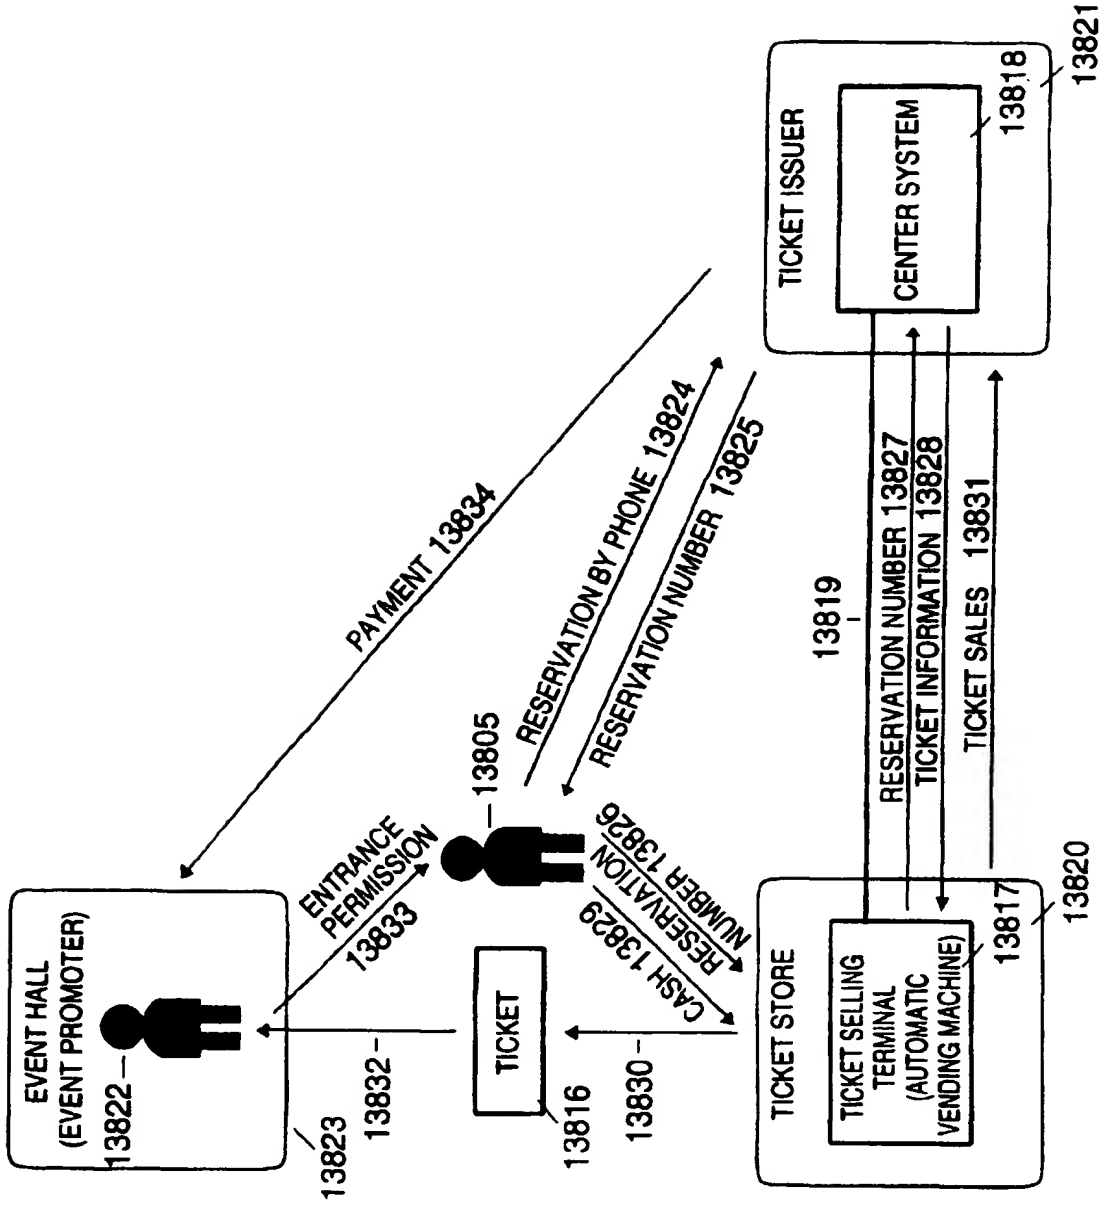 EVENT HALL
(EVENT PROMOTER)
13822
13823
13832
ENTRANCE
PERMISSION
13833
13805
PAYMENT 13834
RESERVATION BY PHONE 13824
RESERVATION NUMBER 13825
TICKET ISSUER
CENTER SYSTEM
13818
13821
TICKET
13816
13830
CASH 13829
RESERVATION
NUMBER 13826
TICKET STORE
TICKET SELLING
TERMINAL
(AUTOMATIC
VENDING MACHINE)
13817
13820
13819
RESERVATION NUMBER 13827
TICKET INFORMATION 13828
TICKET SALES 13831